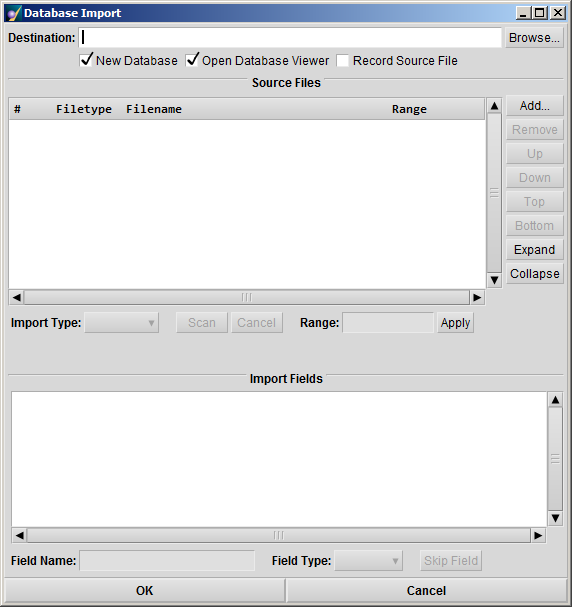 Database Import
Destination: Browse...
New Database Open Database Viewer Record Source File
Source Files
# Filetype Filename Range
Add...
Remove
Up
Down
Top
Bottom
Expand
Collapse
Import Type: Scan Cancel Range: Apply
Import Fields
Field Name: Field Type: Skip Field
OK Cancel